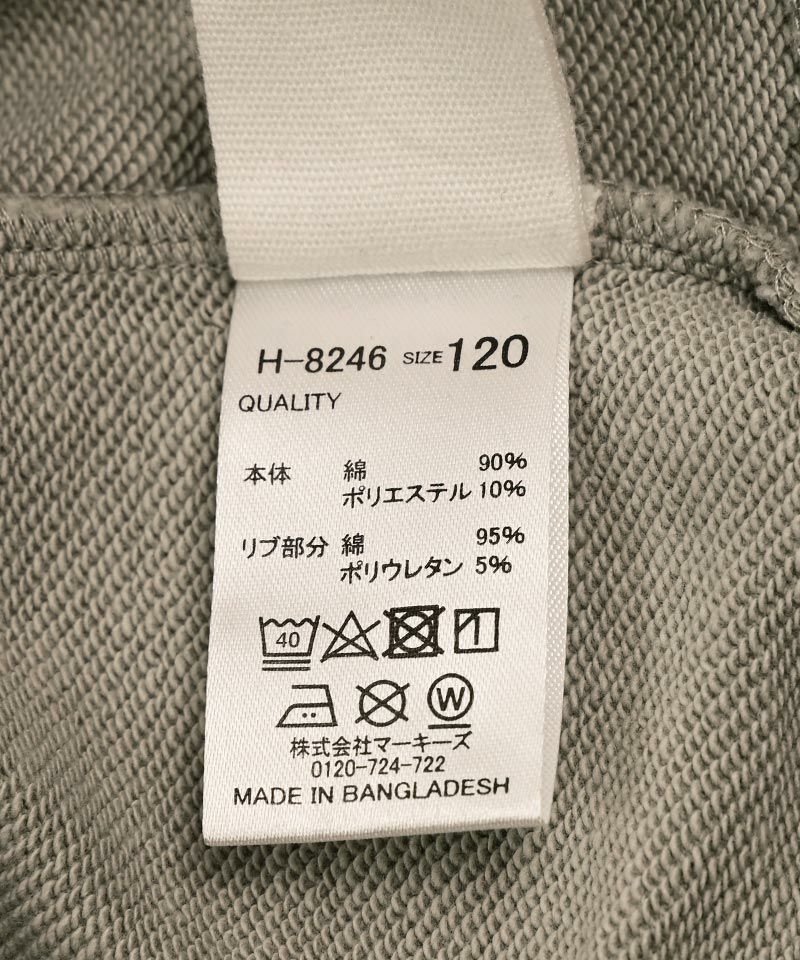 H-8246 SIZE 120
QUALITY
本体 綿 90%
ポリエステル 10%
リブ部分 綿 95%
ポリウレタン 5%
40
W
株式会社マーキーズ
0120-724-722
MADE IN BANGLADESH